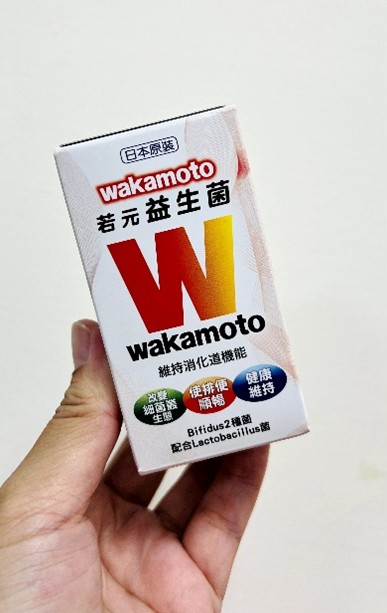 日本原裝
wakamoto
若元益生菌
W
wakamoto
維持消化道機能
改變
細菌叢
生態
使排便
順暢
健康
維持
Bifidus2種菌
配合Lactobacillus菌